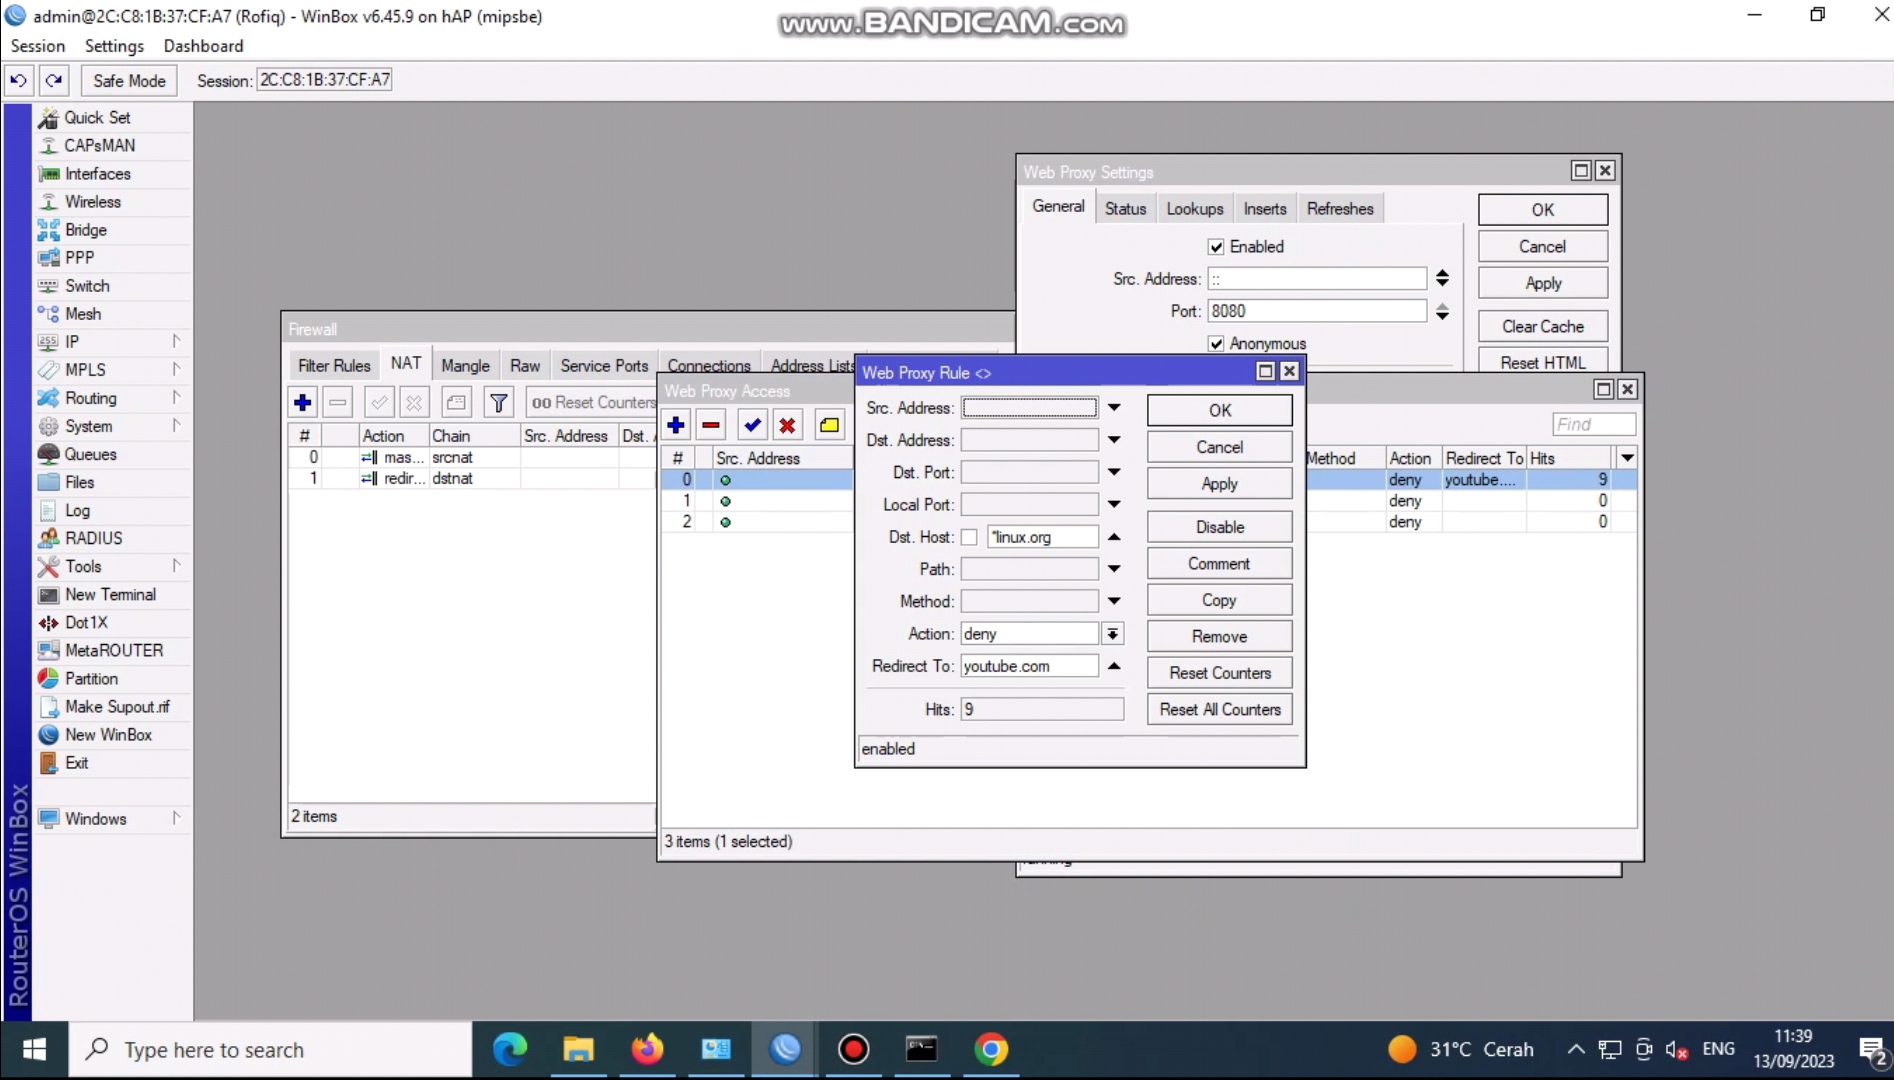 admin@2C:C8:1B:37:CF:A7 (Rofiq) - WinBox v6.45.9 on hAP (mipsbe)
www.BANDICAM.com
Session Settings Dashboard
Safe Mode Session: 2C:C8:1B:37:CF:A7
Quick Set
CAPsMAN
Interfaces
Wireless
Bridge
PPP
Switch
Mesh
IP
MPLS
Routing
System
Queues
Files
Log
RADIUS
Tools
New Terminal
Dot1X
MetaROUTER
Partition
Make Supout.rif
New WinBox
Exit
Windows
RouterOS WinBox
Firewall
Filter Rules NAT Mangle Raw Service Ports Connections Address Lists
oo Reset Counters
# Action Chain Src. Address Dst.
0 mas... srcnat
1 redir... dstnat
2 items
Web Proxy Settings
General Status Lookups Inserts Refreshes
Enabled
Src. Address: ::
Port: 8080
Anonymous
OK
Cancel
Apply
Clear Cache
Reset HTML
Web Proxy Access
Find
# Src. Address Method Action Redirect To Hits
0 deny youtube.... 9
1 deny 0
2 deny 0
3 items (1 selected)
Web Proxy Rule <>
Src. Address:
Dst. Address:
Dst. Port:
Local Port:
Dst. Host: *linux.org
Path:
Method:
Action: deny
Redirect To: youtube.com
Hits: 9
enabled
OK
Cancel
Apply
Disable
Comment
Copy
Remove
Reset Counters
Reset All Counters
Type here to search
31°C Cerah
ENG
11:39
13/09/2023
2